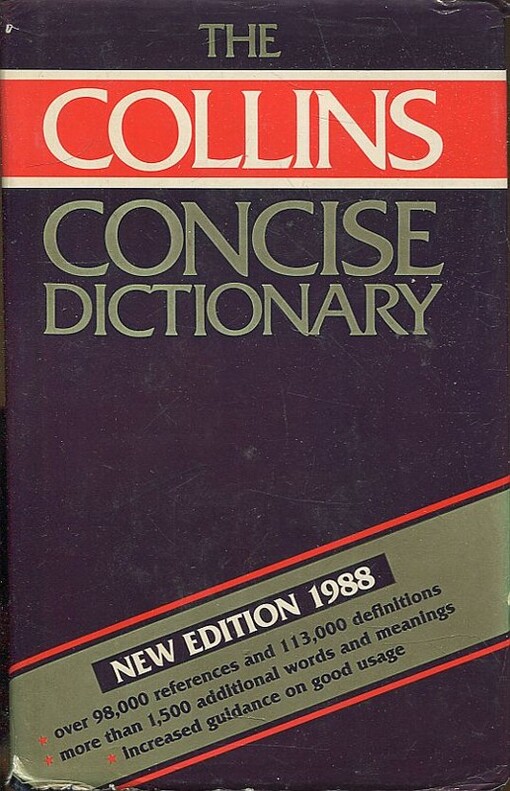 THE
COLLINS
CONCISE
DICTIONARY
NEW EDITION 1988
* over 98,000 references and 113,000 definitions
* more than 1,500 additional words and meanings
* increased guidance on good usage